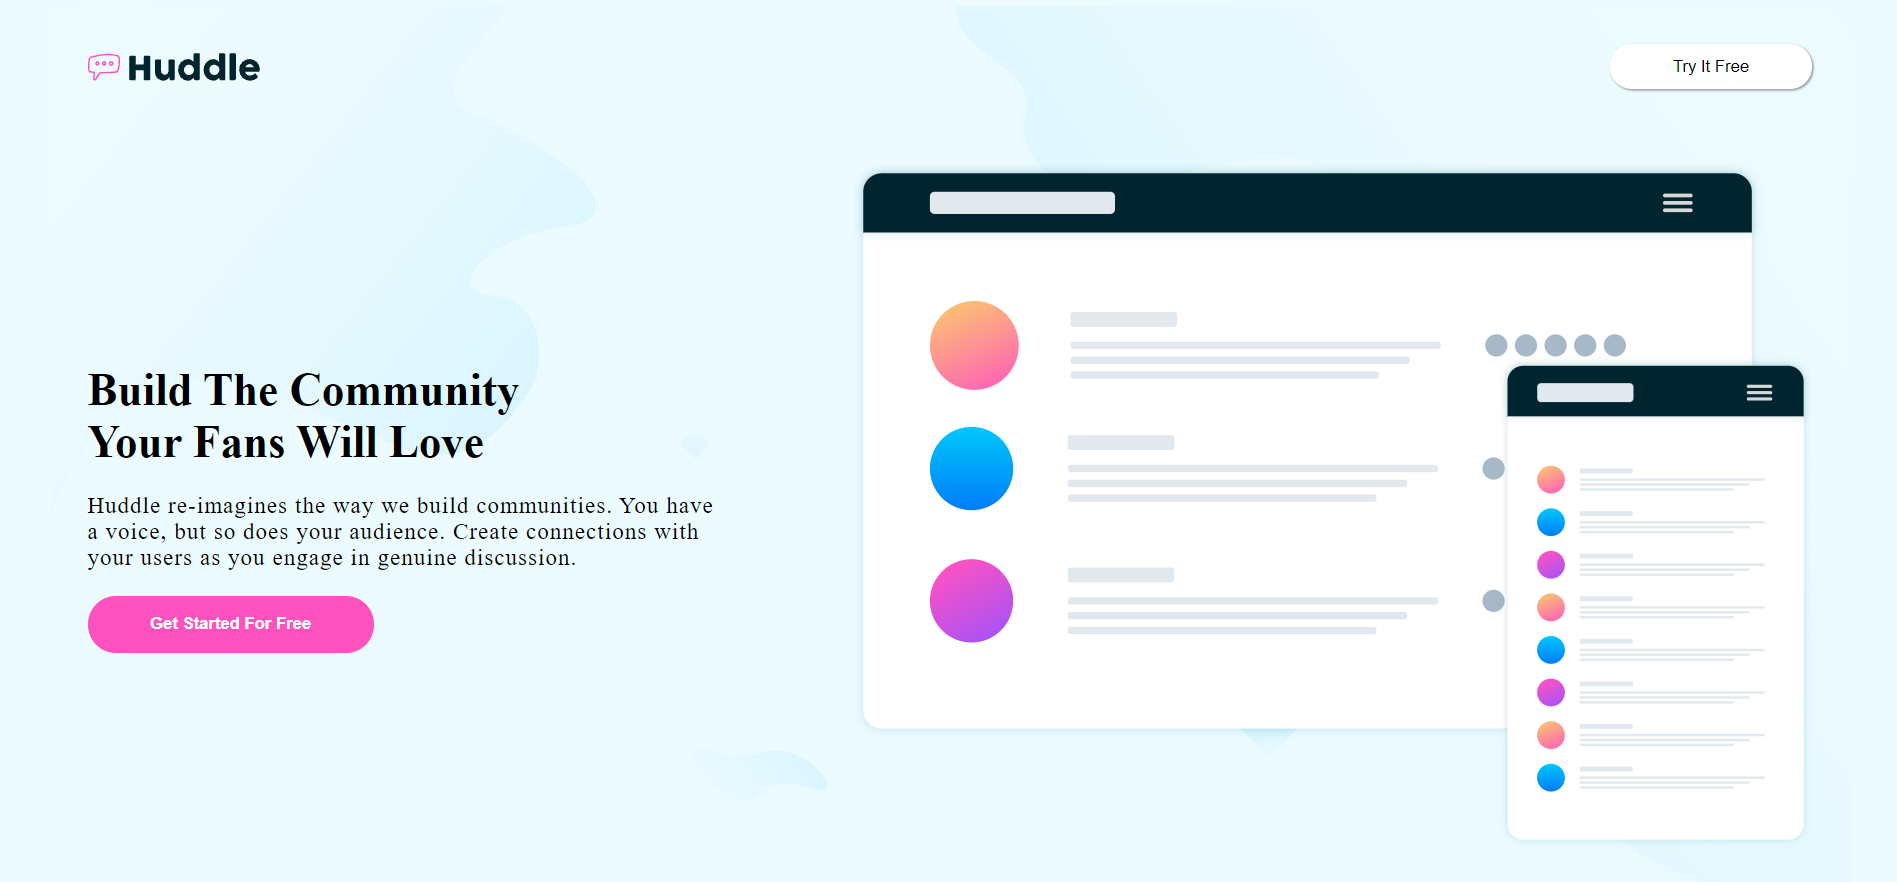 Huddle
Try It Free
Build The Community
Your Fans Will Love
Huddle re-imagines the way we build communities. You have
a voice, but so does your audience. Create connections with
your users as you engage in genuine discussion.
Get Started For Free